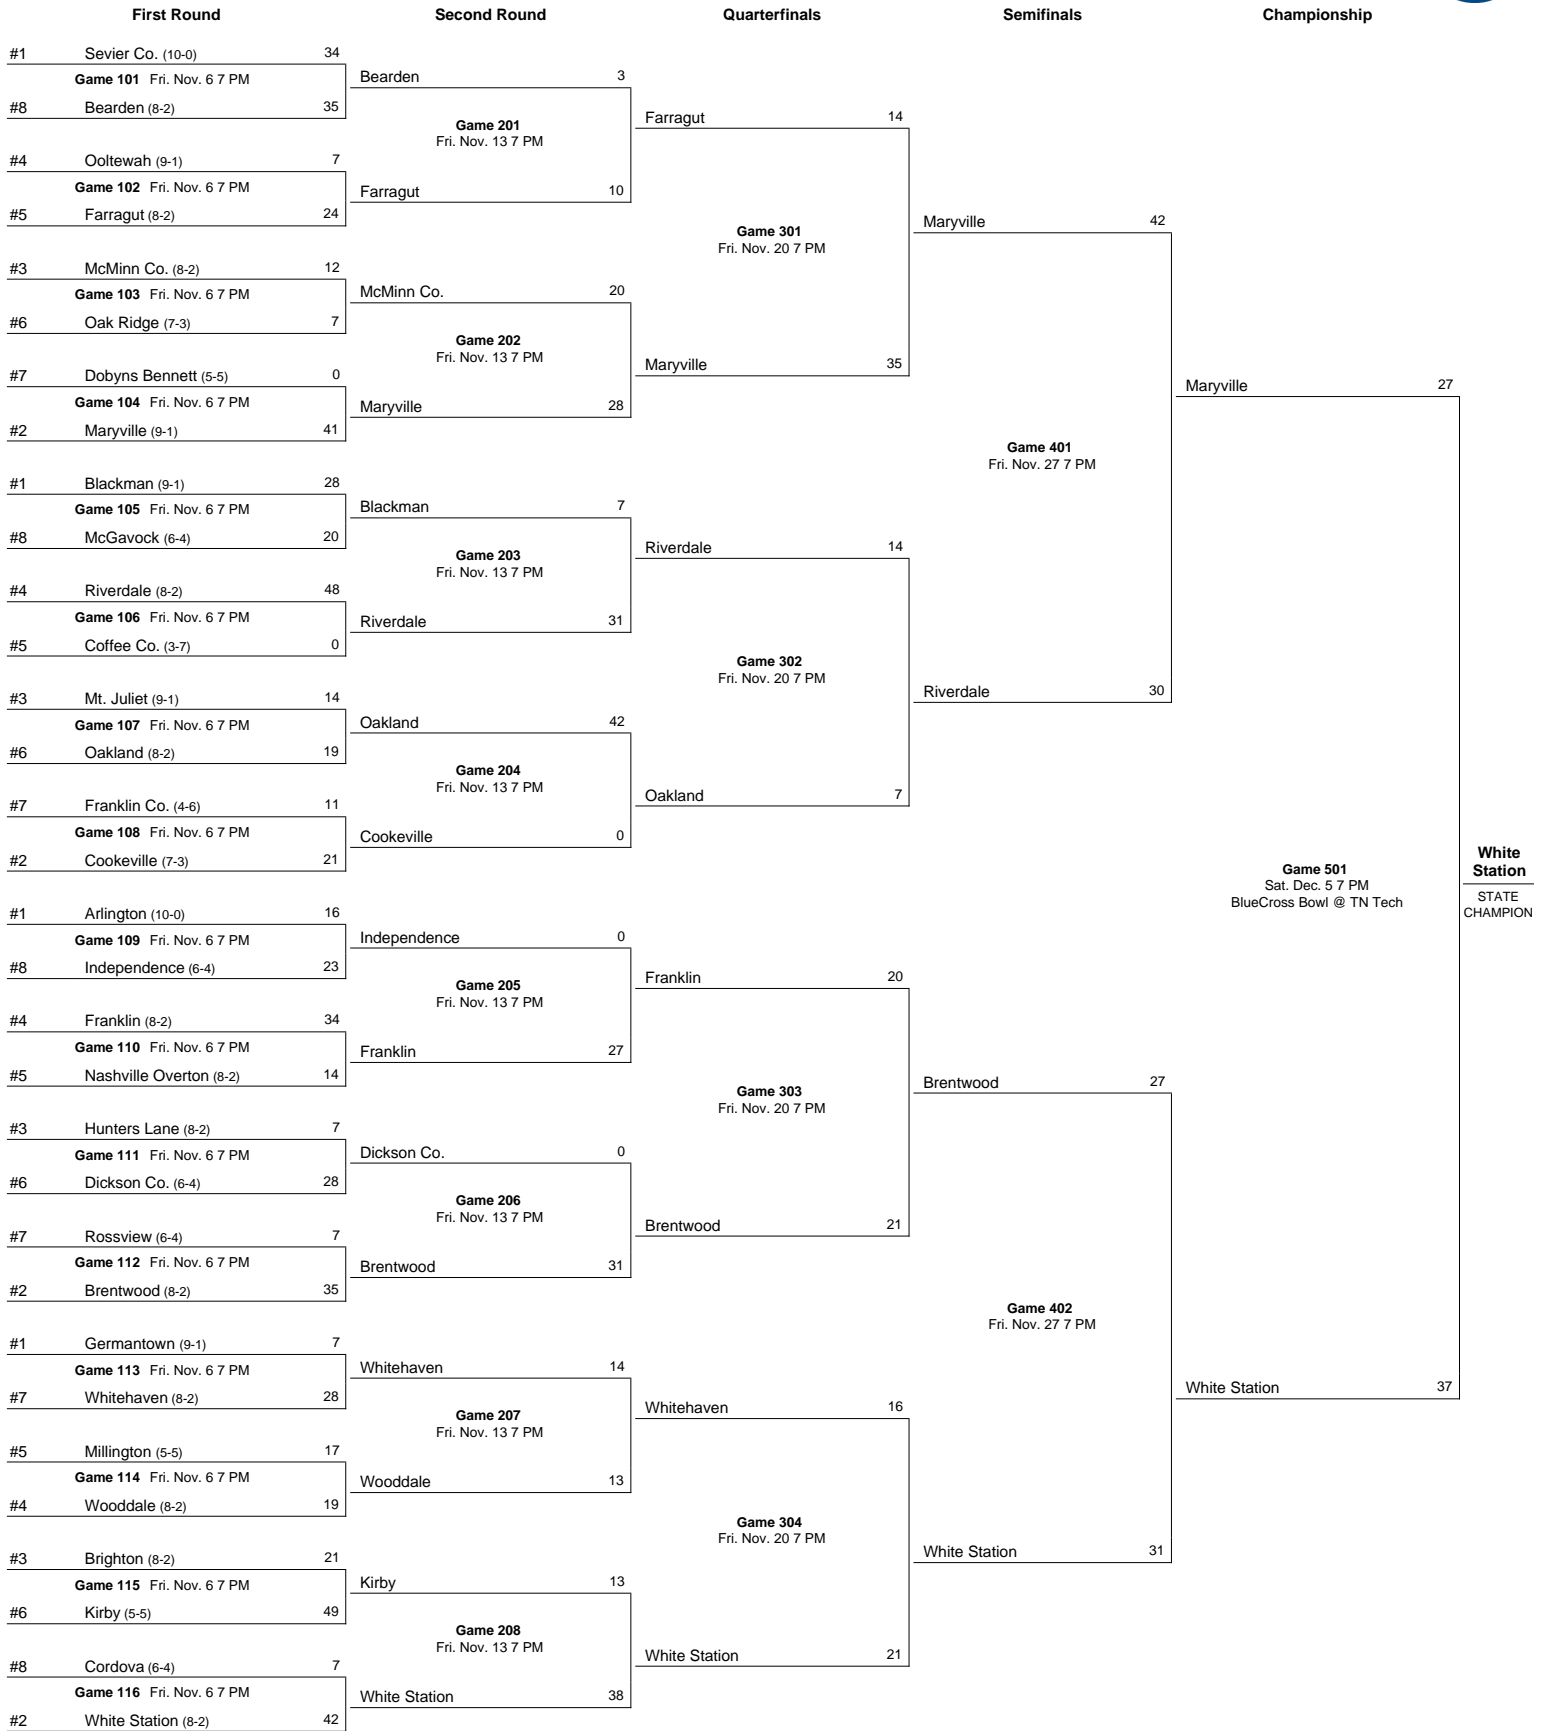 First Round Second Round Quarterfinals Semifinals Championship
#1 Sevier Co. (10-0) 34
Game 101 Fri. Nov. 6 7 PM
#8 Bearden (8-2) 35
#4 Ooltewah (9-1) 7
Game 102 Fri. Nov. 6 7 PM
#5 Farragut (8-2) 24
#3 McMinn Co. (8-2) 12
Game 103 Fri. Nov. 6 7 PM
#6 Oak Ridge (7-3) 7
#7 Dobyns Bennett (5-5) 0
Game 104 Fri. Nov. 6 7 PM
#2 Maryville (9-1) 41
#1 Blackman (9-1) 28
Game 105 Fri. Nov. 6 7 PM
#8 McGavock (6-4) 20
#4 Riverdale (8-2) 48
Game 106 Fri. Nov. 6 7 PM
#5 Coffee Co. (3-7) 0
#3 Mt. Juliet (9-1) 14
Game 107 Fri. Nov. 6 7 PM
#6 Oakland (8-2) 19
#7 Franklin Co. (4-6) 11
Game 108 Fri. Nov. 6 7 PM
#2 Cookeville (7-3) 21
#1 Arlington (10-0) 16
Game 109 Fri. Nov. 6 7 PM
#8 Independence (6-4) 23
#4 Franklin (8-2) 34
Game 110 Fri. Nov. 6 7 PM
#5 Nashville Overton (8-2) 14
#3 Hunters Lane (8-2) 7
Game 111 Fri. Nov. 6 7 PM
#6 Dickson Co. (6-4) 28
#7 Rossview (6-4) 7
Game 112 Fri. Nov. 6 7 PM
#2 Brentwood (8-2) 35
#1 Germantown (9-1) 7
Game 113 Fri. Nov. 6 7 PM
#7 Whitehaven (8-2) 28
#5 Millington (5-5) 17
Game 114 Fri. Nov. 6 7 PM
#4 Wooddale (8-2) 19
#3 Brighton (8-2) 21
Game 115 Fri. Nov. 6 7 PM
#6 Kirby (5-5) 49
#8 Cordova (6-4) 7
Game 116 Fri. Nov. 6 7 PM
#2 White Station (8-2) 42
Bearden 3
Game 201
Fri. Nov. 13 7 PM
Farragut 10
McMinn Co. 20
Game 202
Fri. Nov. 13 7 PM
Maryville 28
Blackman 7
Game 203
Fri. Nov. 13 7 PM
Riverdale 31
Oakland 42
Game 204
Fri. Nov. 13 7 PM
Cookeville 0
Independence 0
Game 205
Fri. Nov. 13 7 PM
Franklin 27
Dickson Co. 0
Game 206
Fri. Nov. 13 7 PM
Brentwood 31
Whitehaven 14
Game 207
Fri. Nov. 13 7 PM
Wooddale 13
Kirby 13
Game 208
Fri. Nov. 13 7 PM
White Station 38
Farragut 14
Game 301
Fri. Nov. 20 7 PM
Maryville 35
Riverdale 14
Game 302
Fri. Nov. 20 7 PM
Oakland 7
Franklin 20
Game 303
Fri. Nov. 20 7 PM
Brentwood 21
Whitehaven 16
Game 304
Fri. Nov. 20 7 PM
White Station 21
Maryville 42
Game 401
Fri. Nov. 27 7 PM
Riverdale 30
Brentwood 27
Game 402
Fri. Nov. 27 7 PM
White Station 31
Maryville 27
Game 501
Sat. Dec. 5 7 PM
BlueCross Bowl @ TN Tech
White Station 37
White
Station
STATE
CHAMPION